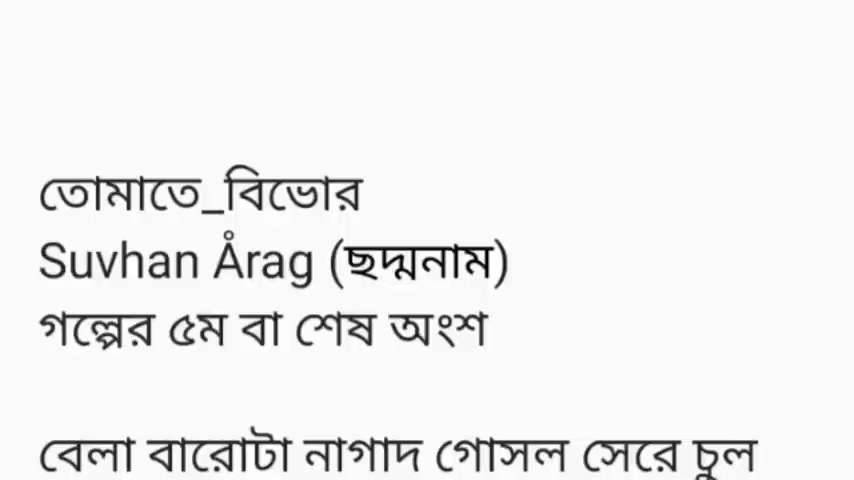 তোমাতে_বিভোর
Suvhan Årag (ছদ্মনাম)
গল্পের ৫ম বা শেষ অংশ
বেলা বারোটা নাগাদ গোসল সেরে চুল